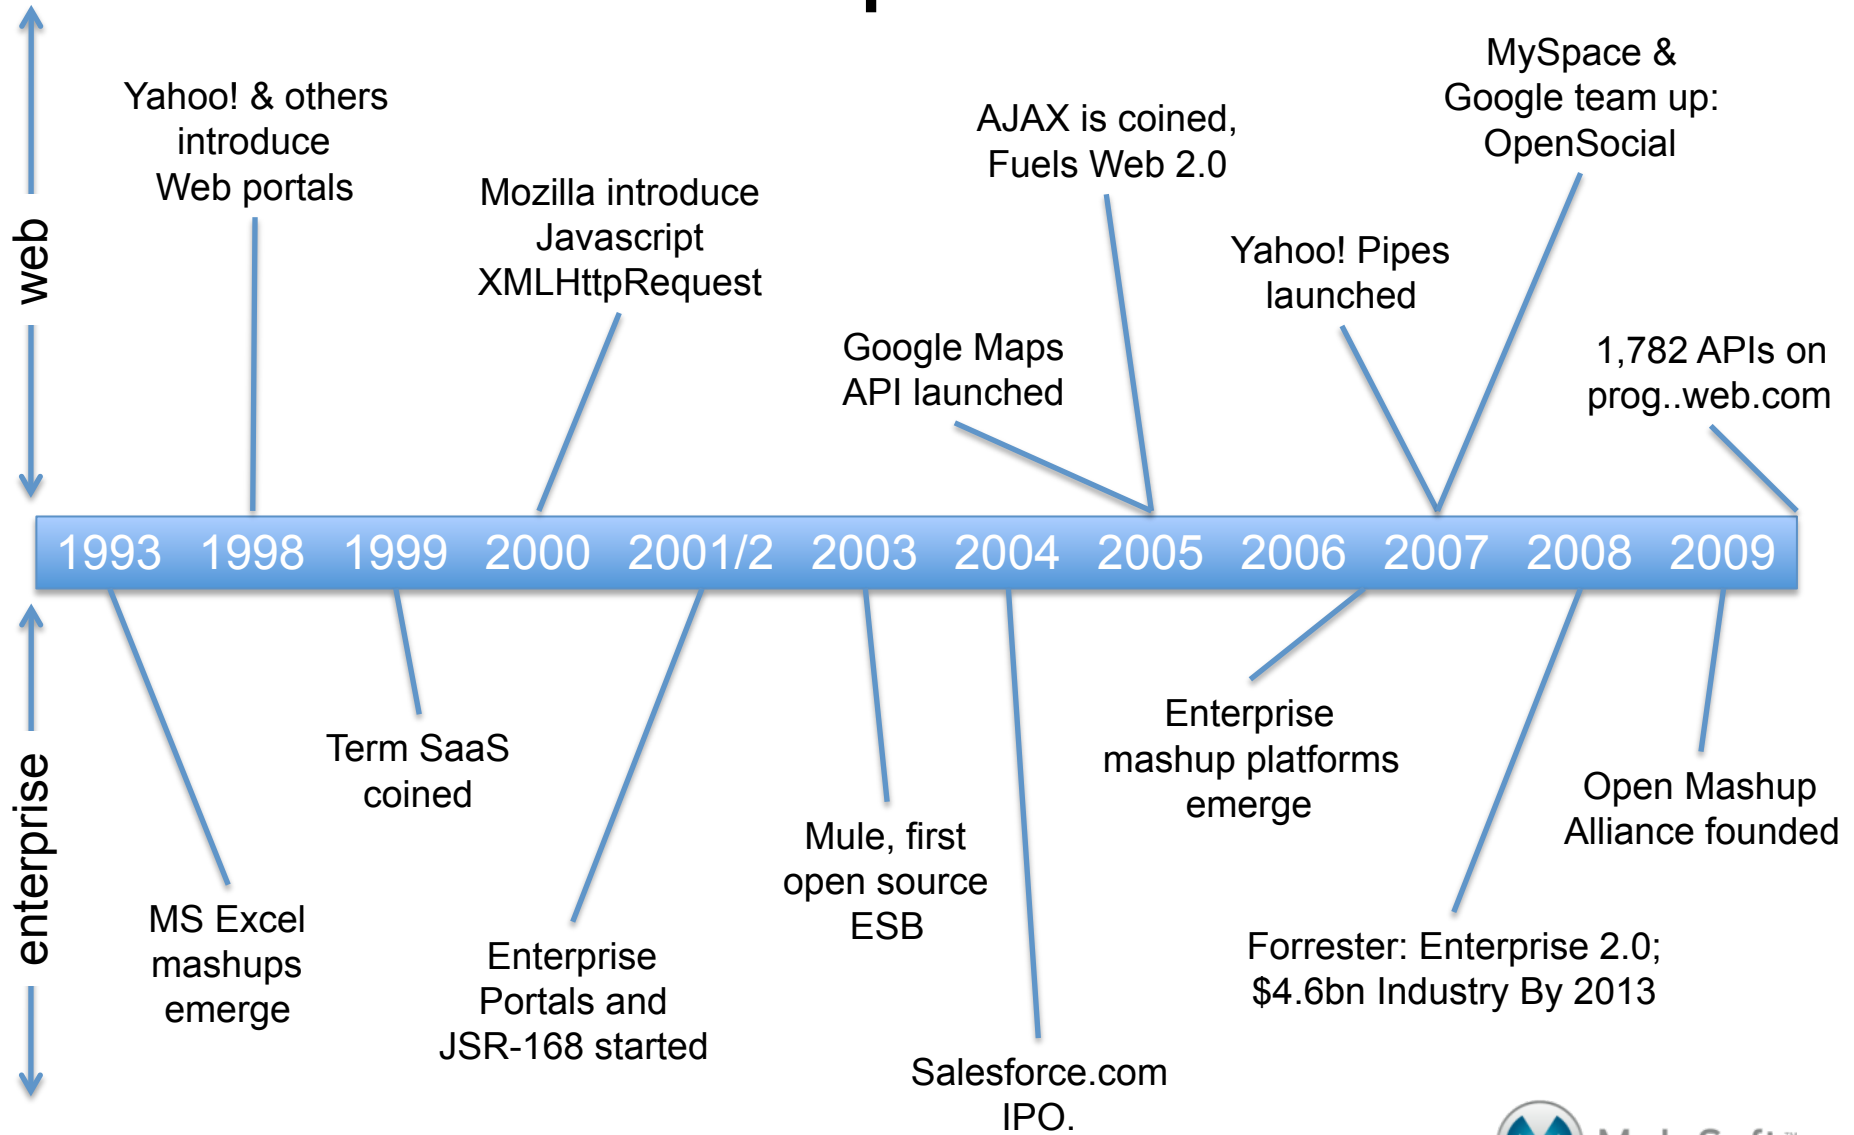 Yahoo! & others
introduce
Web portals
Mozilla introduce
Javascript
XMLHttpRequest
Google Maps
API launched
AJAX is coined,
Fuels Web 2.0
Yahoo! Pipes
launched
MySpace &
Google team up:
OpenSocial
1,782 APIs on
prog..web.com
web
1993 1998 1999 2000 2001/2 2003 2004 2005 2006 2007 2008 2009
enterprise
MS Excel
mashups
emerge
Term SaaS
coined
Enterprise
Portals and
JSR-168 started
Mule, first
open source
ESB
Salesforce.com
IPO.
Enterprise
mashup platforms
emerge
Forrester: Enterprise 2.0;
$4.6bn Industry By 2013
Open Mashup
Alliance founded